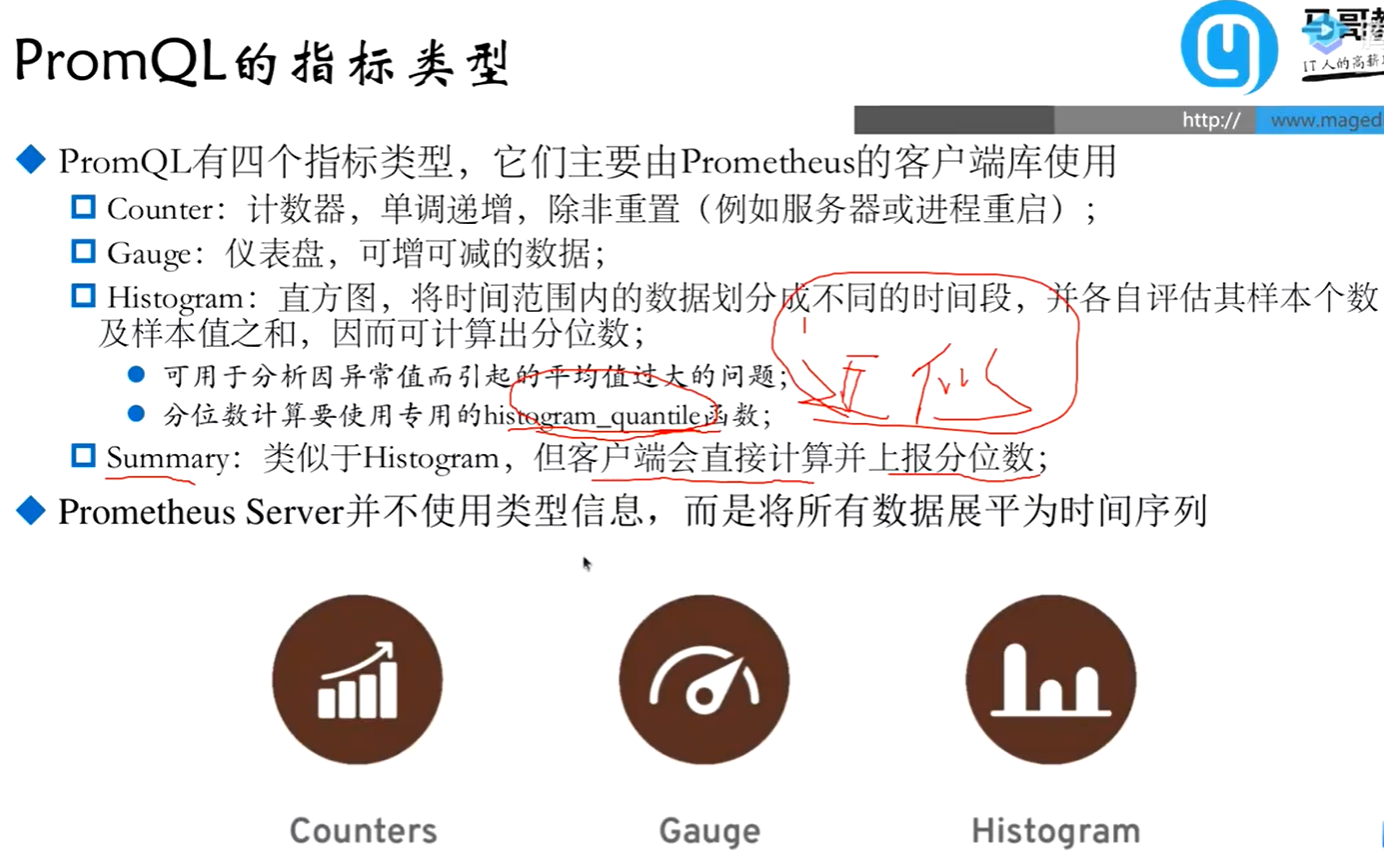 PromQL的指标类型
马哥教
IT人的高薪
http://
www.maged
PromQL有四个指标类型，它们主要由Prometheus的客户端库使用
Counter：计数器，单调递增，除非重置（例如服务器或进程重启）；
Gauge：仪表盘，可增可减的数据；
Histogram：直方图，将时间范围内的数据划分成不同的时间段，并各自评估其样本个数
及样本值之和，因而可计算出分位数；
可用于分析因异常值而引起的平均值过大的问题；
分位数计算要使用专用的histogram_quantile函数；
Summary：类似于Histogram，但客户端会直接计算并上报分位数；
Prometheus Server并不使用类型信息，而是将所有数据展平为时间序列
Counters
Gauge
Histogram